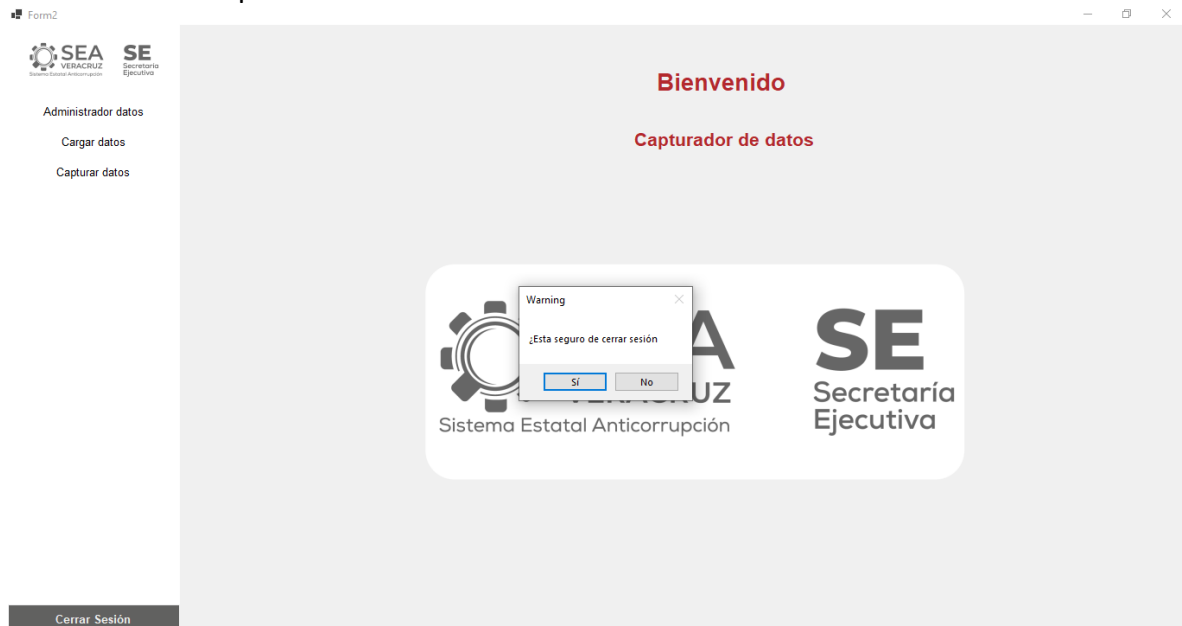 Form2
SEA
VERACRUZ
Sistema Estatal Anticorrupción
SE
Secretaría
Ejecutiva
Administrador datos
Cargar datos
Capturar datos
Cerrar Sesión
Bienvenido
Capturador de datos
Warning
¿Esta seguro de cerrar sesión
Sí
No
A
UZ
Sistema Estatal Anticorrupción
SE
Secretaría
Ejecutiva